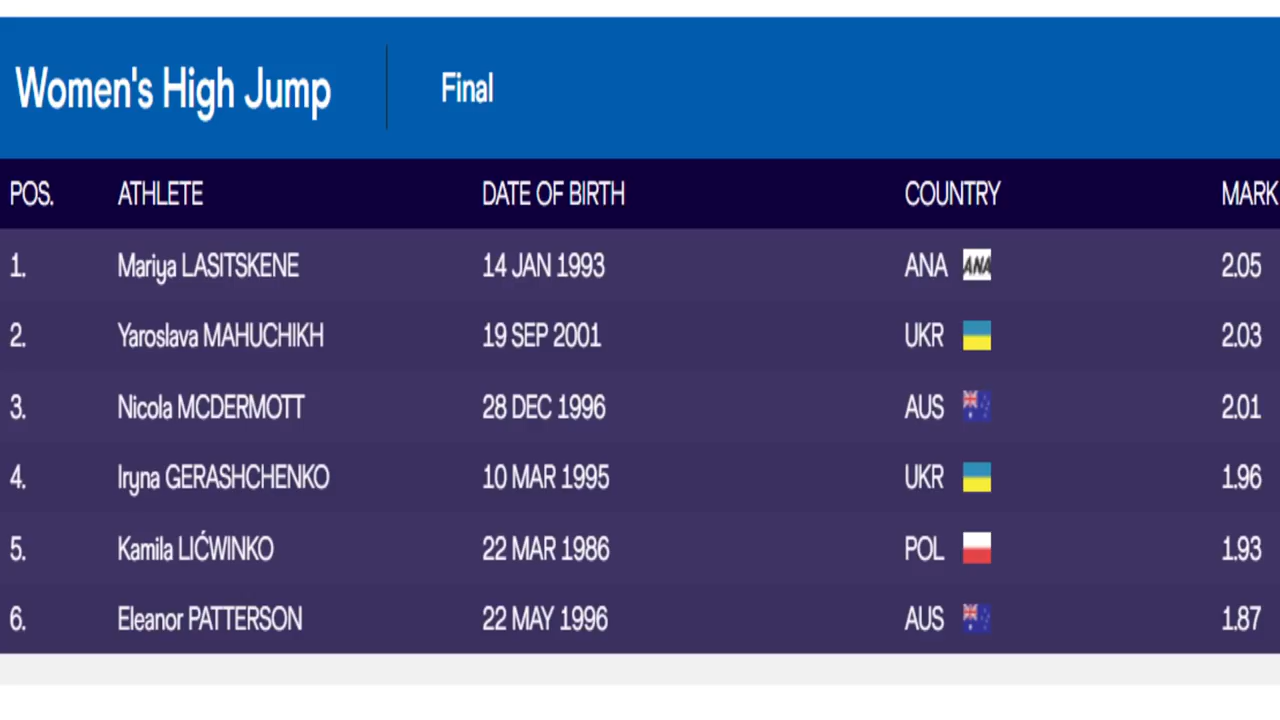 Women's High Jump Final
POS. ATHLETE DATE OF BIRTH COUNTRY MARK
1. Mariya LASITSKENE 14 JAN 1993 ANA ANA 2.05
2. Yaroslava MAHUCHIKH 19 SEP 2001 UKR 2.03
3. Nicola MCDERMOTT 28 DEC 1996 AUS 2.01
4. Iryna GERASHCHENKO 10 MAR 1995 UKR 1.96
5. Kamila LIĆWINKO 22 MAR 1986 POL 1.93
6. Eleanor PATTERSON 22 MAY 1996 AUS 1.87